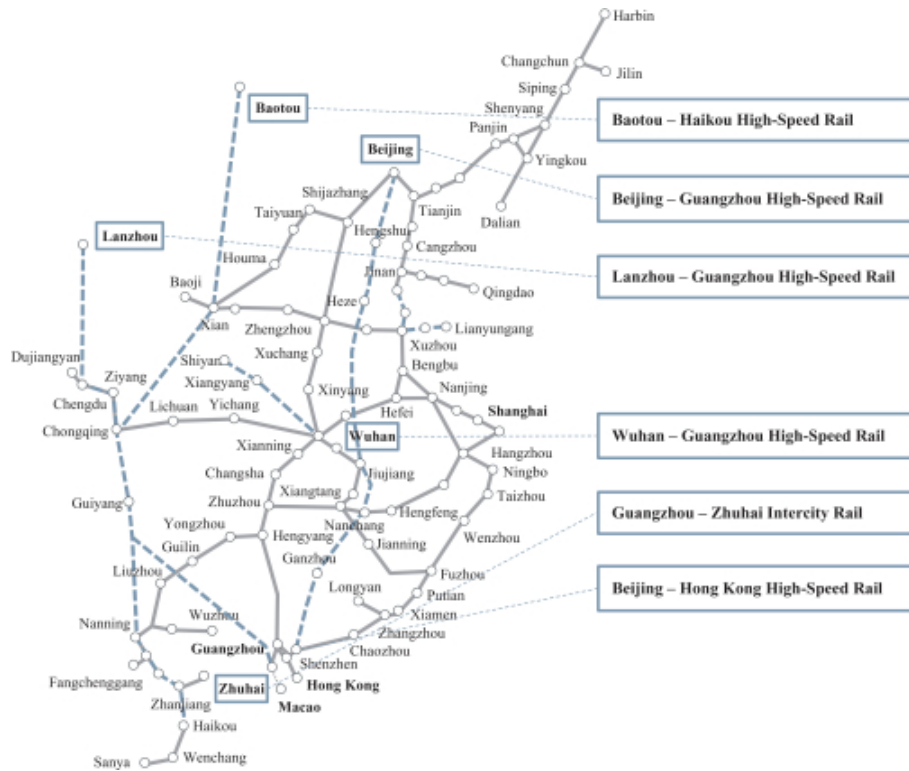 Harbin
Changchun
Jilin
Siping
Shenyang
Baotou
Baotou – Haikou High-Speed Rail
Panjin
Beijing
Yingkou
Shijazhang
Beijing – Guangzhou High-Speed Rail
Taiyuan
Tianjin
Dalian
Lanzhou
Hengshu
Cangzhou
Houma
Jinan
Lanzhou – Guangzhou High-Speed Rail
Baoji
Qingdao
Heze
Xian
Zhengzhou
Lianyungang
Xuzhou
Dujiangyan
Xuchang
Shiyan
Bengbu
Ziyang
Xiangyang
Xinyang
Nanjing
Chengdu
Lichuan
Yichang
Hefei
Shanghai
Chongqing
Wuhan
Wuhan – Guangzhou High-Speed Rail
Xianning
Hangzhou
Changsha
Jiujiang
Ningbo
Guiyang
Zhuzhou
Xiangtang
Taizhou
Hengfeng
Guangzhou – Zhuhai Intercity Rail
Yongzhou
Nanchang
Hengyang
Wenzhou
Guilin
Jianning
Ganzhou
Liuzhou
Fuzhou
Longyan
Putian
Beijing – Hong Kong High-Speed Rail
Wuzhou
Xiamen
Nanning
Zhangzhou
Guangzhou
Chaozhou
Shenzhen
Fangchenggang
Zhuhai
Hong Kong
Zhanjiang
Macao
Haikou
Sanya
Wenchang